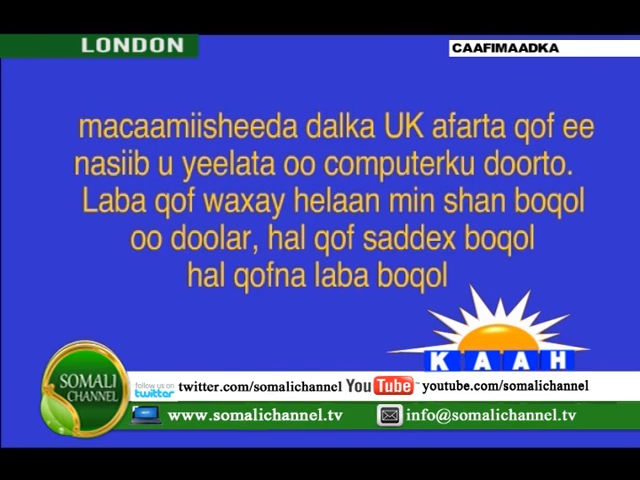 LONDON
CAAFIMAADKA
macaamiisheeda dalka UK afarta qof ee
nasiib u yeelata oo computerku doorto.
Laba qof waxay helaan min shan boqol
oo doolar, hal qof saddex boqol
hal qofna laba boqol
KAAH
SOMALI
CHANNEL
follow us on
twitter
twitter.com/somalichannel
YouTube
youtube.com/somalichannel
www.somalichannel.tv
info@somalichannel.tv